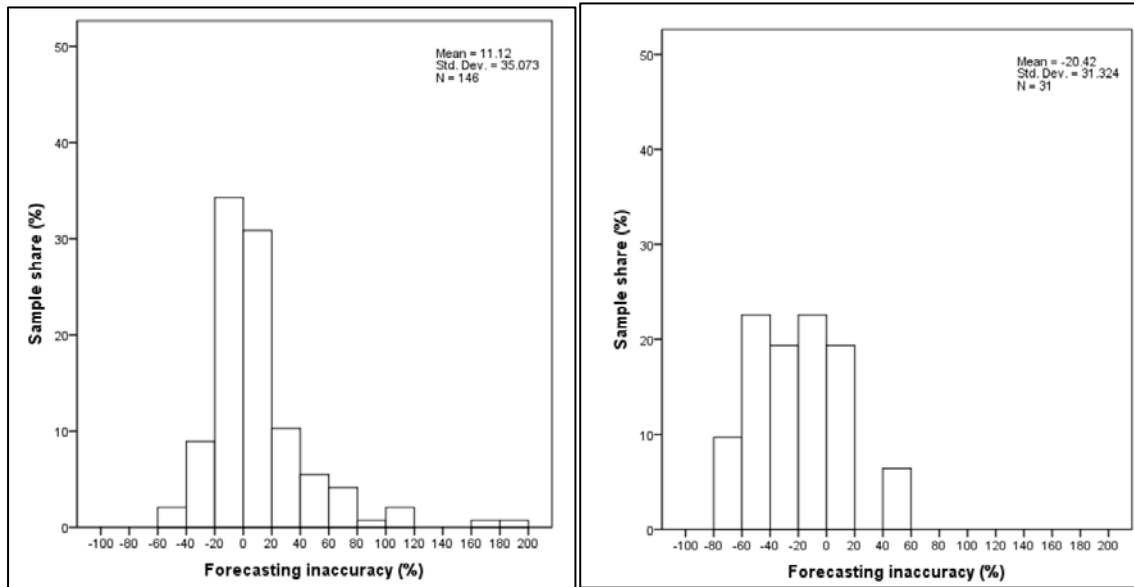 Mean = 11.12
Std. Dev. = 35.073
N = 146
50
40
30
20
10
0
Sample share (%)
-100 -80 -60 -40 -20 0 20 40 60 80 100 120 140 160 180 200
Forecasting inaccuracy (%)
Mean = -20.42
Std. Dev. = 31.324
N = 31
50
40
30
20
10
0
Sample share (%)
-100 -80 -60 -40 -20 0 20 40 60 80 100 120 140 160 180 200
Forecasting inaccuracy (%)